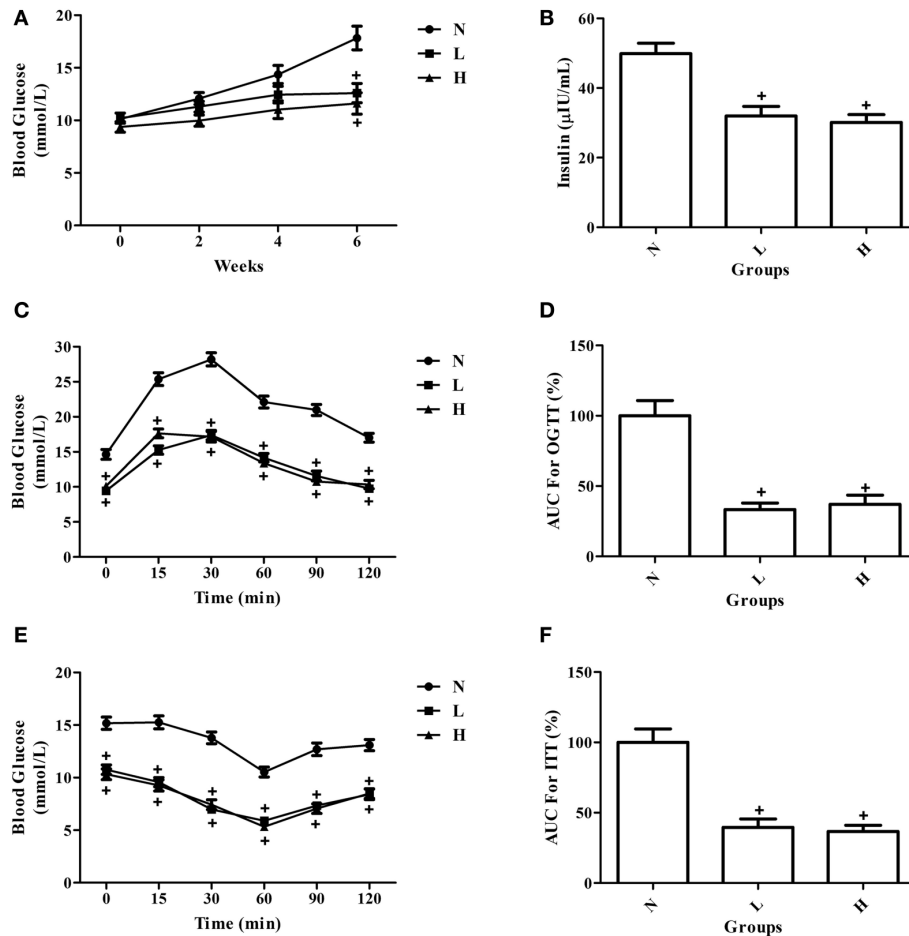 A
Blood Glucose
(mmol/L)
20
15
10
5
0
0 2 4 6
Weeks
N
L
H
+
+
B
Insulin (μIU/mL)
60
40
20
0
+ +
N L H
Groups
C
Blood Glucose
(mmol/L)
30
25
20
15
10
5
0
0 15 30 60 90 120
Time (min)
N
L
H
+ + + + + +
+ + + + + +
D
AUC For OGTT (%)
150
100
50
0
+ +
N L H
Groups
E
Blood Glucose
(mmol/L)
20
15
10
5
0
0 15 30 60 90 120
Time (min)
N
L
H
+ + + + + +
+ + + + + +
F
AUC For ITT (%)
150
100
50
0
+ +
N L H
Groups